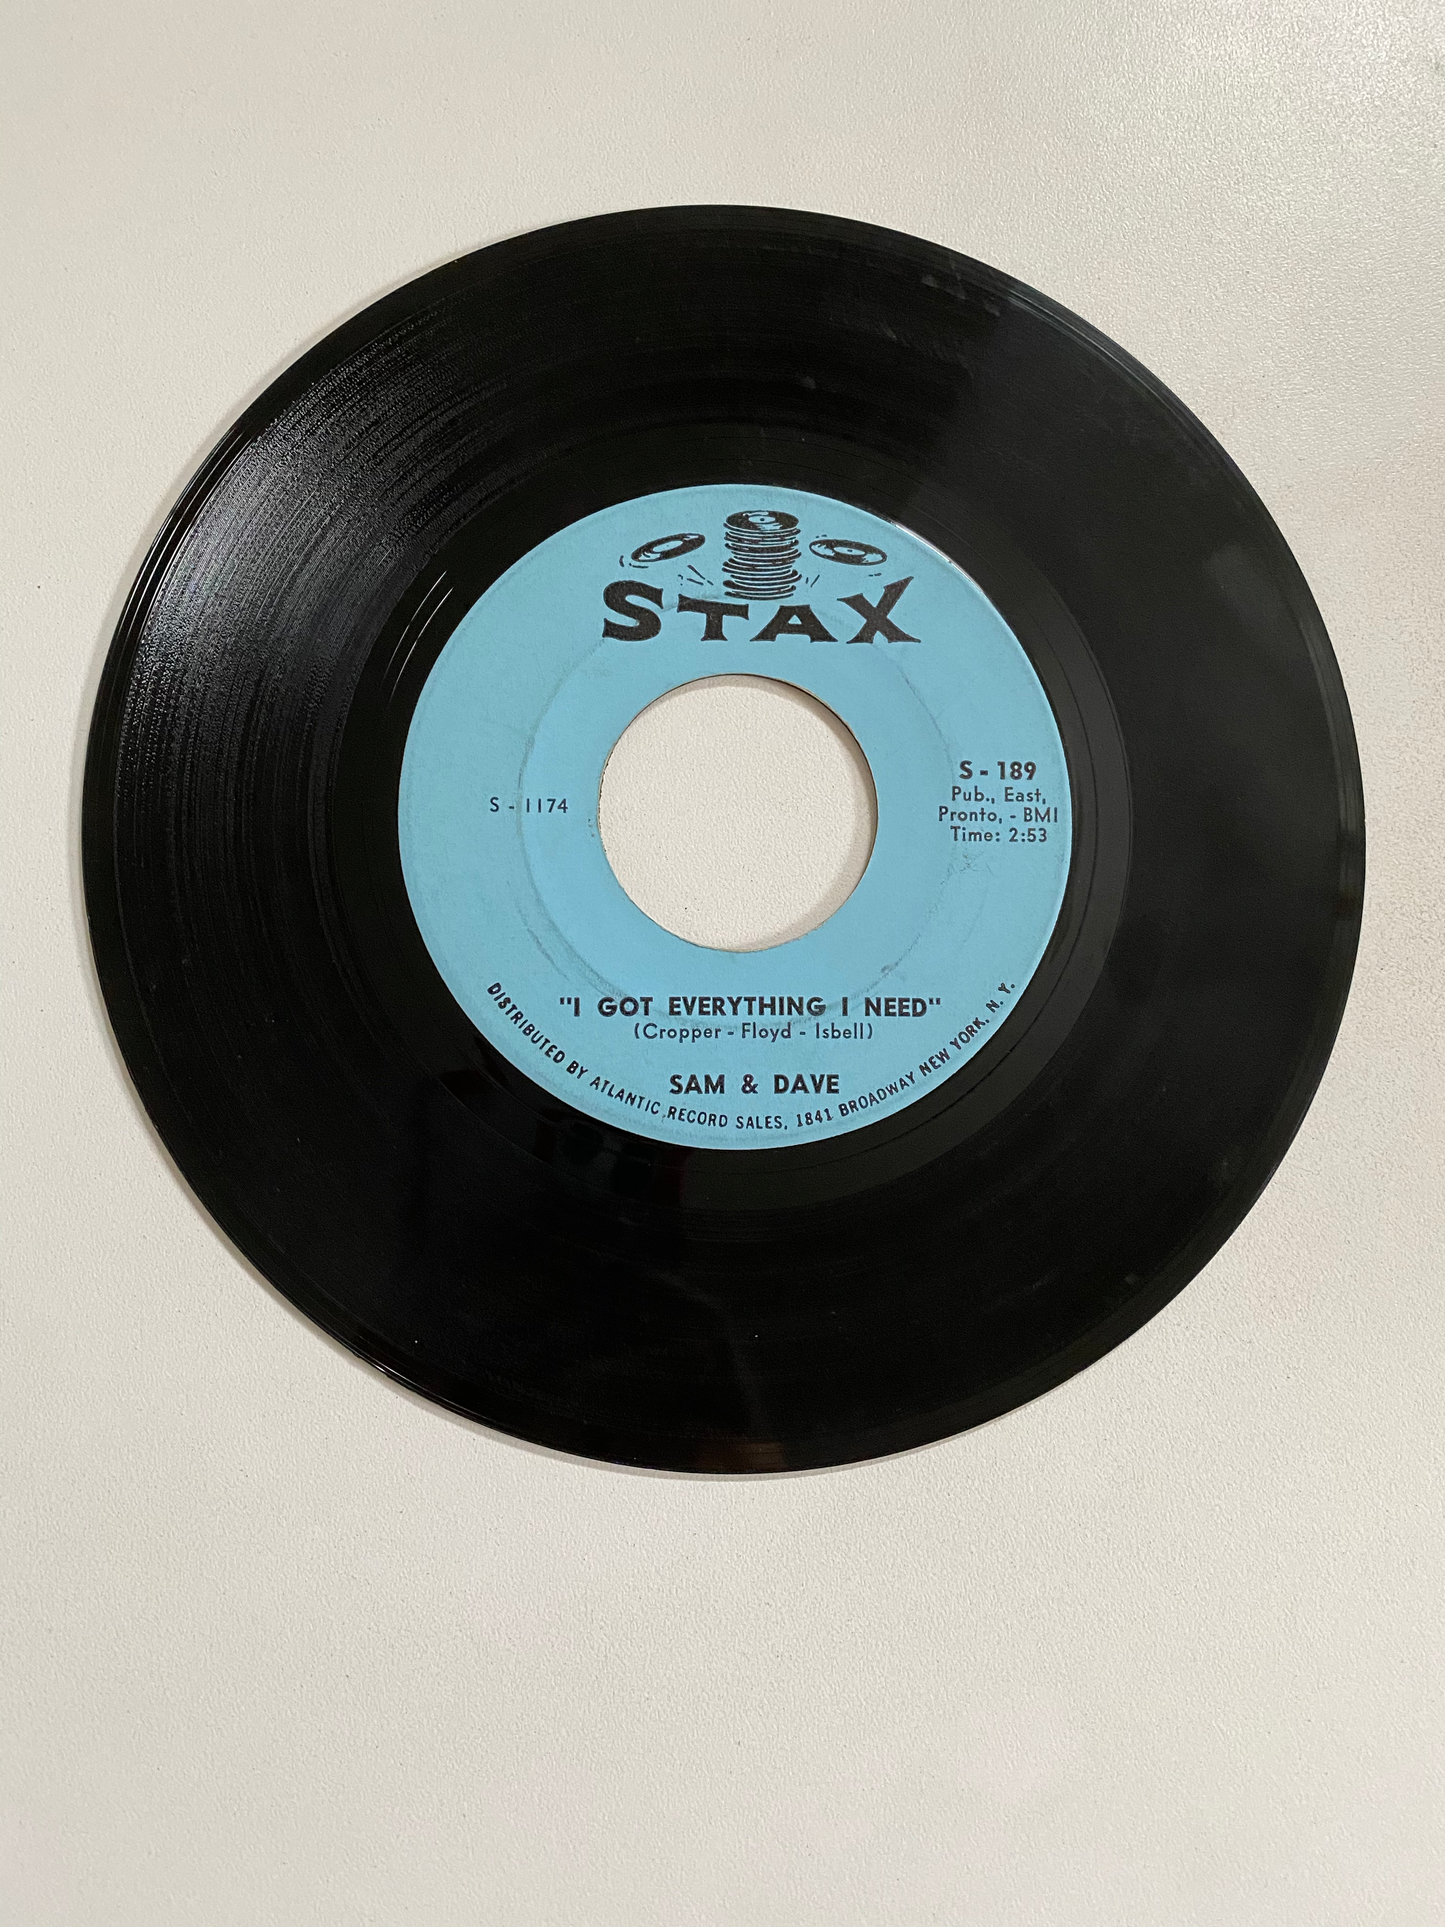 STAX
S - 1174
S - 189
Pub., East,
Pronto, - BMI
Time: 2:53
"I GOT EVERYTHING I NEED"
(Cropper - Floyd - Isbell)
SAM & DAVE
DISTRIBUTED BY ATLANTIC RECORD SALES, 1841 BROADWAY NEW YORK, N. Y.